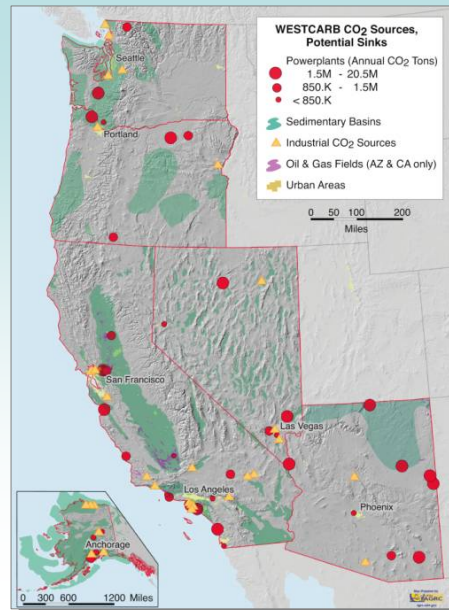 WESTCARB CO2 Sources,
Potential Sinks
Powerplants (Annual CO2 Tons)
1.5M - 20.5M
850.K - 1.5M
< 850.K
Sedimentary Basins
Industrial CO2 Sources
Oil & Gas Fields (AZ & CA only)
Urban Areas
0 50 100 200
Miles
Seattle
Portland
San Francisco
Las Vegas
Los Angeles
Phoenix
Anchorage
0 300 600 1200 Miles